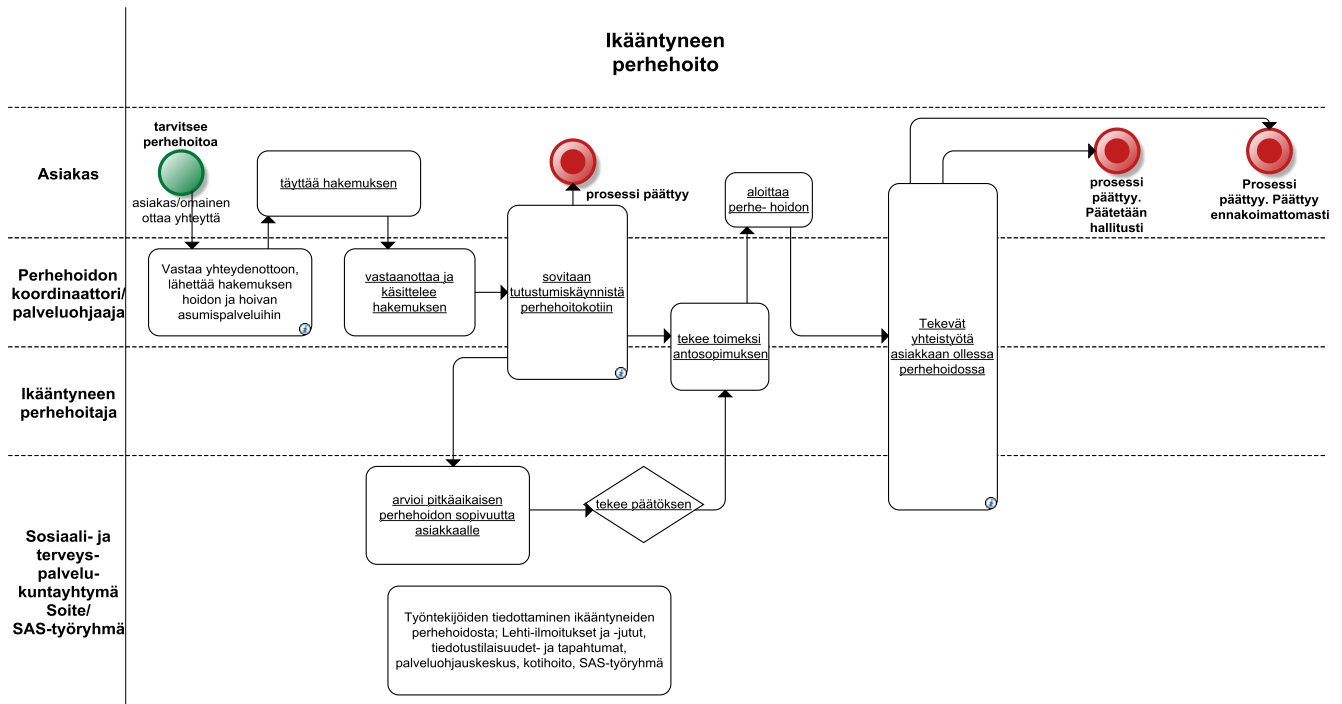 Ikääntyneen
perhehoito
Asiakas
tarvitsee
perhehoitoa
asiakas/omainen
ottaa yhteyttä
täyttää hakemuksen
prosessi päättyy
aloittaa
perhe- hoidon
prosessi
päättyy.
Päätetään
hallitusti
Prosessi
päättyy. Päättyy
ennakoimattomasti
Perhehoidon
koordinaattori/
palveluohjaaja
Vastaa yhteydenottoon,
lähettää hakemuksen
hoidon ja hoivan
asumispalveluihin
vastaanottaa ja
käsittelee
hakemuksen
sovitaan
tutustumiskäynnistä
perhehoitokotiin
tekee toimeksi
antosopimuksen
Tekevät
yhteistyötä
asiakkaan ollessa
perhehoidossa
Ikääntyneen
perhehoitaja
Sosiaali- ja
terveys-
palvelu-
kuntayhtymä
Soite/
SAS-työryhmä
arvioi pitkäaikaisen
perhehoidon sopivuutta
asiakkaalle
tekee päätöksen
Työntekijöiden tiedottaminen ikääntyneiden
perhehoidosta; Lehti-ilmoitukset ja -jutut,
tiedotustilaisuudet- ja tapahtumat,
palveluohjauskeskus, kotihoito, SAS-työryhmä